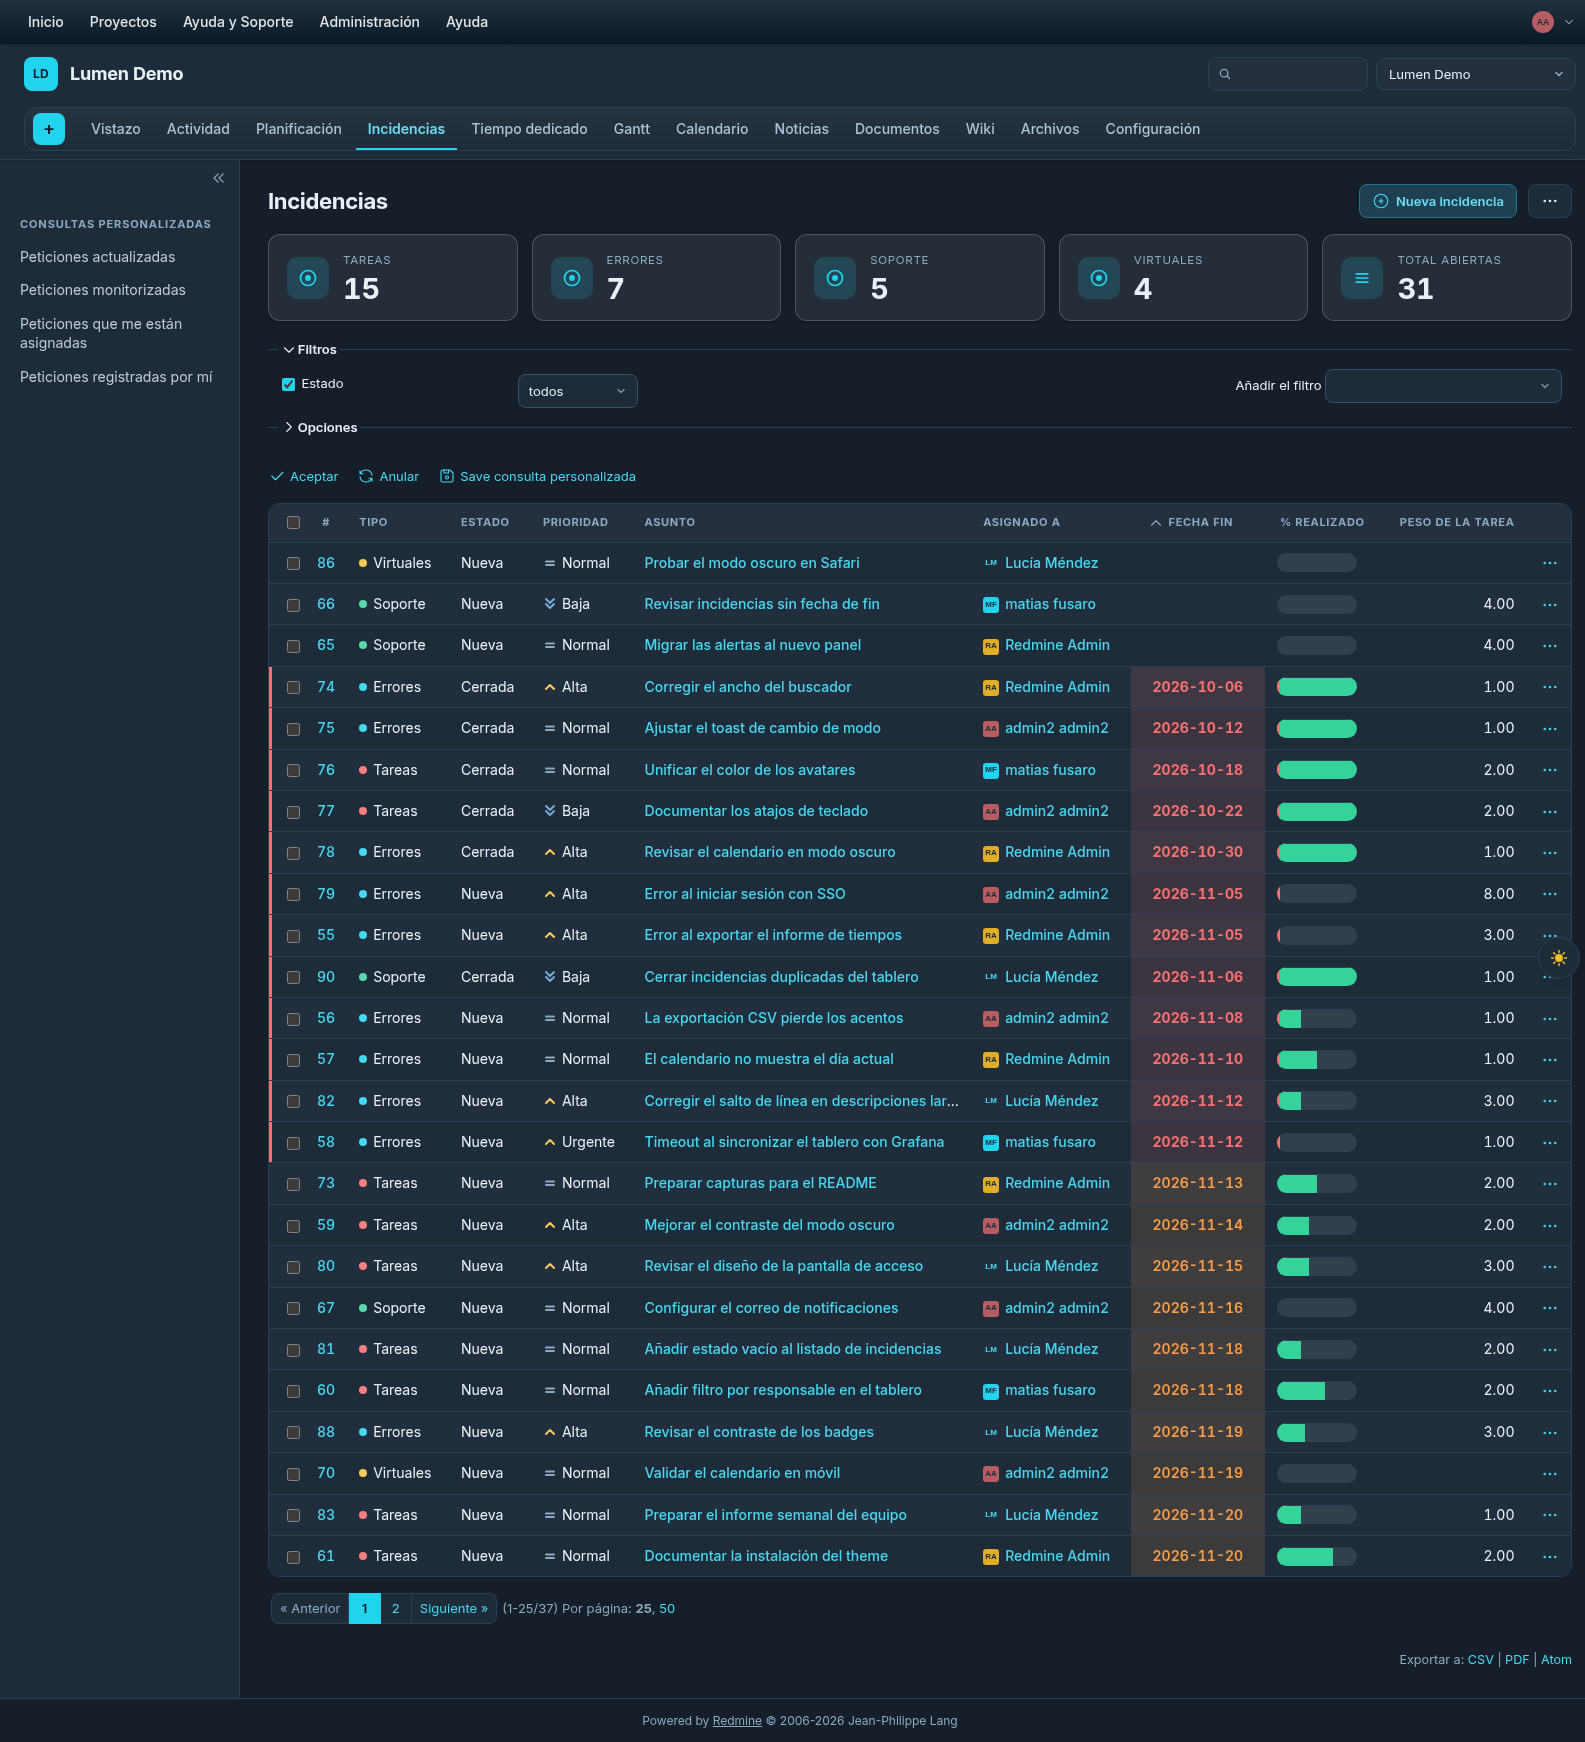 Inicio Proyectos Ayuda y Soporte Administración Ayuda AA
LD Lumen Demo Lumen Demo
+ Vistazo Actividad Planificación Incidencias Tiempo dedicado Gantt Calendario Noticias Documentos Wiki Archivos Configuración
CONSULTAS PERSONALIZADAS
Peticiones actualizadas
Peticiones monitorizadas
Peticiones que me están
asignadas
Peticiones registradas por mí
Incidencias Nueva incidencia ...
TAREAS ERRORES SOPORTE VIRTUALES TOTAL ABIERTAS
15 7 5 4 31
Filtros
Estado todos Añadir el filtro
Opciones
Aceptar Anular Save consulta personalizada
# TIPO ESTADO PRIORIDAD ASUNTO ASIGNADO A FECHA FIN % REALIZADO PESO DE LA TAREA
86 Virtuales Nueva Normal Probar el modo oscuro en Safari LM Lucía Méndez ...
66 Soporte Nueva Baja Revisar incidencias sin fecha de fin MF matias fusaro 4.00 ...
65 Soporte Nueva Normal Migrar las alertas al nuevo panel RA Redmine Admin 4.00 ...
74 Errores Cerrada Alta Corregir el ancho del buscador RA Redmine Admin 2026-10-06 1.00 ...
75 Errores Cerrada Normal Ajustar el toast de cambio de modo AA admin2 admin2 2026-10-12 1.00 ...
76 Tareas Cerrada Normal Unificar el color de los avatares MF matias fusaro 2026-10-18 2.00 ...
77 Tareas Cerrada Baja Documentar los atajos de teclado AA admin2 admin2 2026-10-22 2.00 ...
78 Errores Cerrada Alta Revisar el calendario en modo oscuro RA Redmine Admin 2026-10-30 1.00 ...
79 Errores Nueva Alta Error al iniciar sesión con SSO AA admin2 admin2 2026-11-05 8.00 ...
55 Errores Nueva Alta Error al exportar el informe de tiempos RA Redmine Admin 2026-11-05 3.00 ...
90 Soporte Cerrada Baja Cerrar incidencias duplicadas del tablero LM Lucía Méndez 2026-11-06 1.00
56 Errores Nueva Normal La exportación CSV pierde los acentos AA admin2 admin2 2026-11-08 1.00 ...
57 Errores Nueva Normal El calendario no muestra el día actual RA Redmine Admin 2026-11-10 1.00 ...
82 Errores Nueva Alta Corregir el salto de línea en descripciones lar... LM Lucía Méndez 2026-11-12 3.00 ...
58 Errores Nueva Urgente Timeout al sincronizar el tablero con Grafana MF matias fusaro 2026-11-12 1.00 ...
73 Tareas Nueva Normal Preparar capturas para el README RA Redmine Admin 2026-11-13 2.00 ...
59 Tareas Nueva Alta Mejorar el contraste del modo oscuro AA admin2 admin2 2026-11-14 2.00 ...
80 Tareas Nueva Alta Revisar el diseño de la pantalla de acceso LM Lucía Méndez 2026-11-15 3.00 ...
67 Soporte Nueva Normal Configurar el correo de notificaciones AA admin2 admin2 2026-11-16 4.00 ...
81 Tareas Nueva Normal Añadir estado vacío al listado de incidencias LM Lucía Méndez 2026-11-18 2.00 ...
60 Tareas Nueva Normal Añadir filtro por responsable en el tablero MF matias fusaro 2026-11-18 2.00 ...
88 Errores Nueva Alta Revisar el contraste de los badges LM Lucía Méndez 2026-11-19 3.00 ...
70 Virtuales Nueva Normal Validar el calendario en móvil AA admin2 admin2 2026-11-19 ...
83 Tareas Nueva Normal Preparar el informe semanal del equipo LM Lucía Méndez 2026-11-20 1.00 ...
61 Tareas Nueva Normal Documentar la instalación del theme RA Redmine Admin 2026-11-20 2.00 ...
« Anterior 1 2 Siguiente » (1-25/37) Por página: 25, 50
Exportar a: CSV | PDF | Atom
Powered by Redmine © 2006-2026 Jean-Philippe Lang